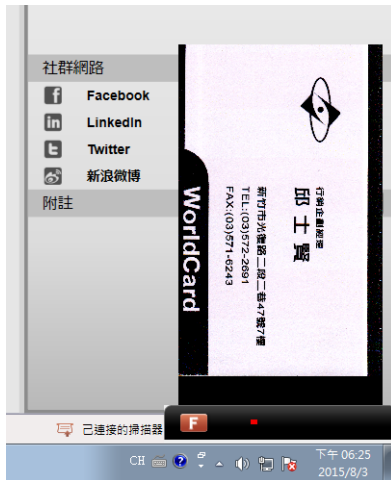 社群網路
Facebook
LinkedIn
Twitter
新浪微博
附註
行銷企劃經理
邱士賢
新竹市光復路二段二巷47號7樓
TEL:(03)572-2691
FAX:(03)571-6243
WorldCard
已連接的掃描器
F
CH
下午 06:25
2015/8/3